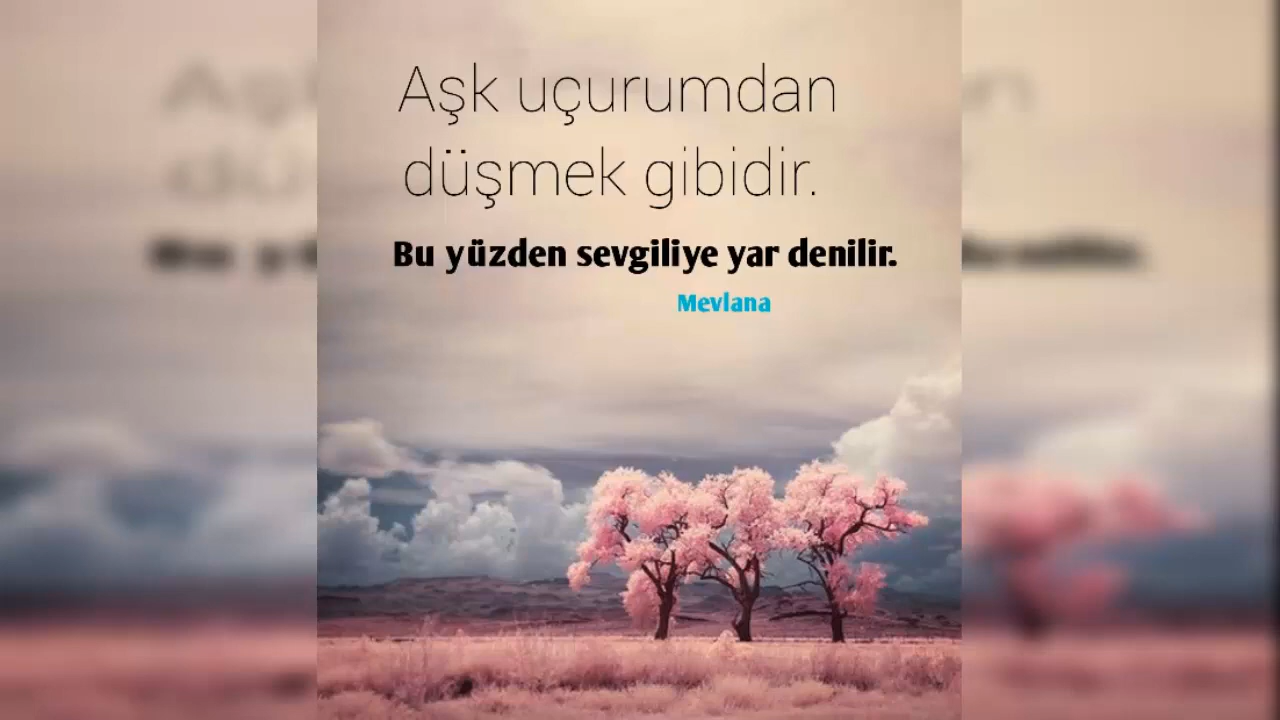 Aşk uçurumdan
düşmek gibidir.
Bu yüzden sevgiliye yar denilir.
Mevlana